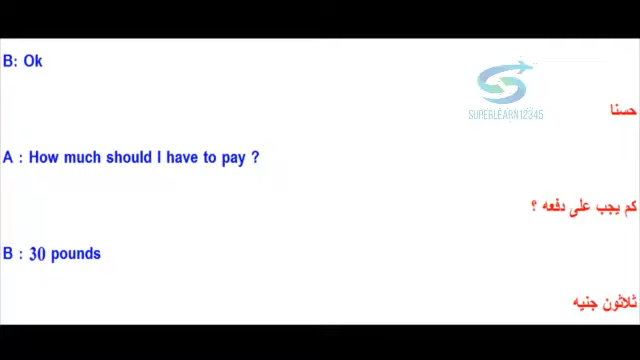 B: Ok
SUPERLEARN12345
حسنا
A : How much should I have to pay ?
كم يجب على دفعه ؟
B : 30 pounds
ثلاثون جنيه